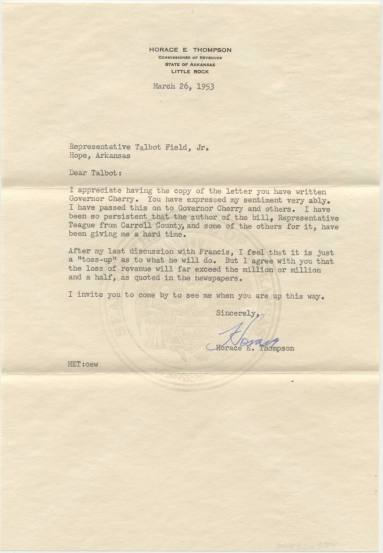 HORACE E. THOMPSON
COMMISSIONER OF REVENUES
STATE OF ARKANSAS
LITTLE ROCK
March 26, 1953
Representative Talbot Field, Jr.
Hope, Arkansas
Dear Talbot:
I appreciate having the copy of the letter you have written
Governor Cherry. You have expressed my sentiment very ably.
I have passed this on to Governor Cherry and others. I have
been so persistent that the author of the bill, Representative
Teague from Carroll County, and some of the others for it, have
been giving me a hard time.
After my last discussion with Francis, I feel that it is just
a "toss-up" as to what he will do. But I agree with you that
the loss of revenue will far exceed the million or million
and a half, as quoted in the newspapers.
I invite you to come by to see me when you are up this way.
Sincerely,
Horace
Horace E. Thompson
HET:oew